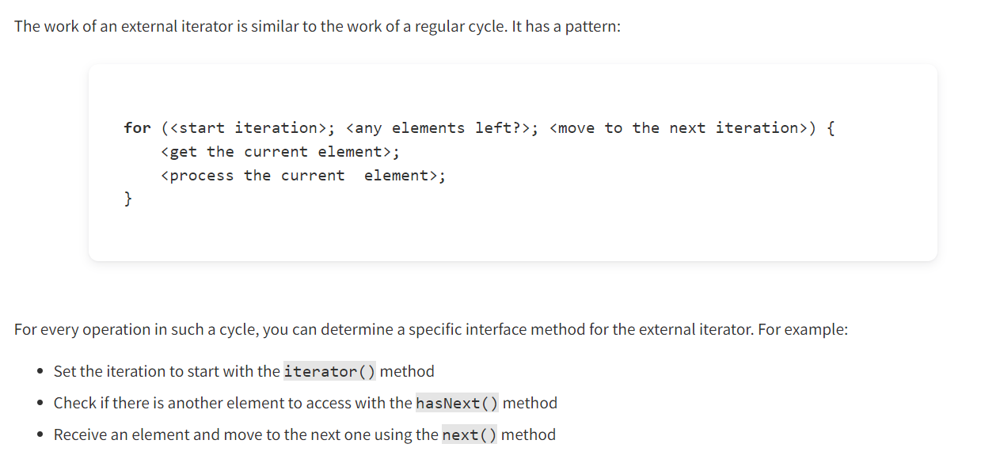 The work of an external iterator is similar to the work of a regular cycle. It has a pattern:
for (<start iteration>; <any elements left?>; <move to the next iteration>) {
    <get the current element>;
    <process the current  element>;
}
For every operation in such a cycle, you can determine a specific interface method for the external iterator. For example:
• Set the iteration to start with the iterator() method
• Check if there is another element to access with the hasNext() method
• Receive an element and move to the next one using the next() method